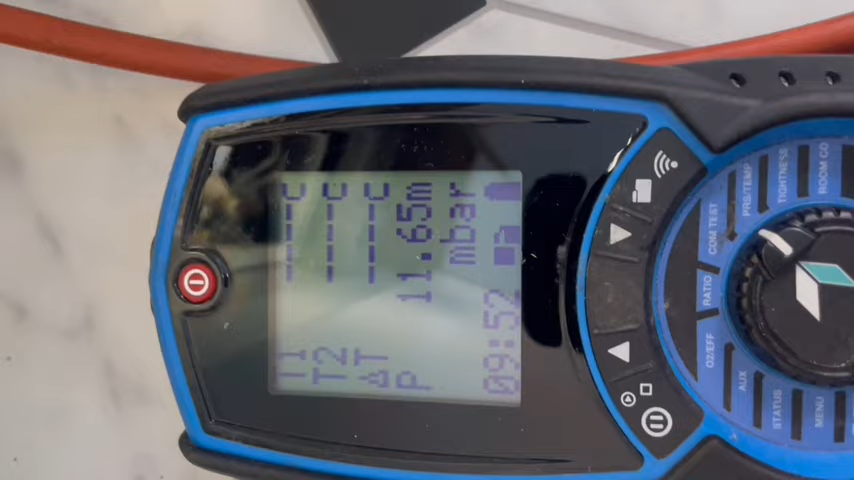 T1 ----C
T2 ----C
ΔT ----C
P 11.65m
mbar
09:52
COM TEST
PRS/TEMP
TIGHTNESS
ROOM CO
RATIO
O2/EFF
AUX
STATUS
MENU